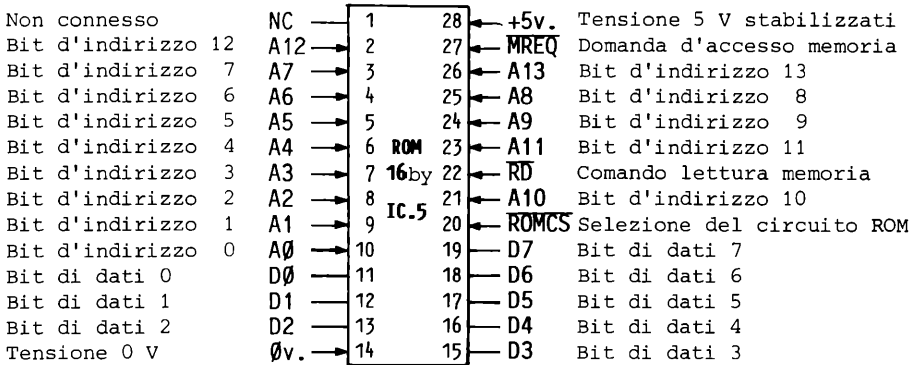 Non connesso NC 1 28 +5v. Tensione 5 V stabilizzati
Bit d'indirizzo 12 A12 2 27 MREQ Domanda d'accesso memoria
Bit d'indirizzo 7 A7 3 26 A13 Bit d'indirizzo 13
Bit d'indirizzo 6 A6 4 25 A8 Bit d'indirizzo 8
Bit d'indirizzo 5 A5 5 24 A9 Bit d'indirizzo 9
Bit d'indirizzo 4 A4 6 ROM 23 A11 Bit d'indirizzo 11
Bit d'indirizzo 3 A3 7 16by 22 RD Comando lettura memoria
Bit d'indirizzo 2 A2 8 IC.5 21 A10 Bit d'indirizzo 10
Bit d'indirizzo 1 A1 9 20 ROMCS Selezione del circuito ROM
Bit d'indirizzo 0 AØ 10 19 D7 Bit di dati 7
Bit di dati 0 DØ 11 18 D6 Bit di dati 6
Bit di dati 1 D1 12 17 D5 Bit di dati 5
Bit di dati 2 D2 13 16 D4 Bit di dati 4
Tensione 0 V Øv. 14 15 D3 Bit di dati 3